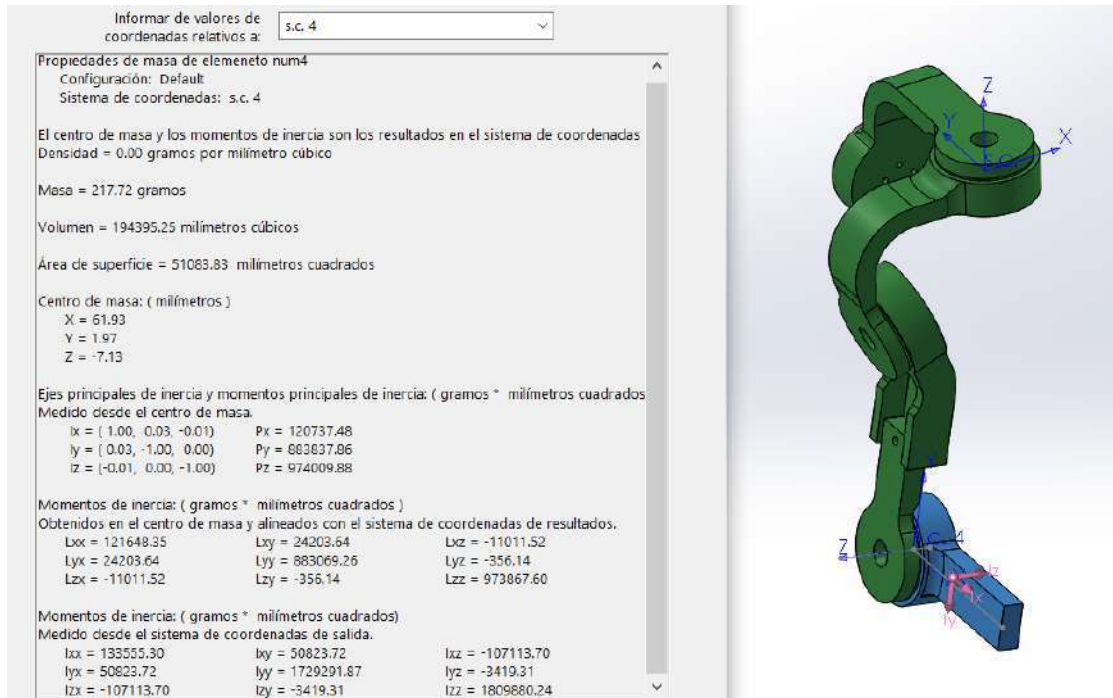 Informar de valores de
coordenadas relativos a:
s.c. 4
Propiedades de masa de elemeneto num4
Configuración: Default
Sistema de coordenadas: s.c. 4
El centro de masa y los momentos de inercia son los resultados en el sistema de coordenadas
Densidad = 0.00 gramos por milímetro cúbico
Masa = 217.72 gramos
Volumen = 194395.25 milímetros cúbicos
Área de superficie = 51083.83 milímetros cuadrados
Centro de masa: ( milímetros )
X = 61.93
Y = 1.97
Z = -7.13
Ejes principales de inercia y momentos principales de inercia: ( gramos * milímetros cuadrados
Medido desde el centro de masa.
Ix = ( 1.00, 0.03, -0.01) Px = 120737.48
Iy = ( 0.03, -1.00, 0.00) Py = 883837.86
Iz = (-0.01, 0.00, -1.00) Pz = 974009.88
Momentos de inercia: ( gramos * milímetros cuadrados )
Obtenidos en el centro de masa y alineados con el sistema de coordenadas de resultados.
Lxx = 121648.35 Lxy = 24203.64 Lxz = -11011.52
Lyx = 24203.64 Lyy = 883069.26 Lyz = -356.14
Lzx = -11011.52 Lzy = -356.14 Lzz = 973867.60
Momentos de inercia: ( gramos * milímetros cuadrados)
Medido desde el sistema de coordenadas de salida.
Ixx = 133555.30 Ixy = 50823.72 Ixz = -107113.70
Iyx = 50823.72 Iyy = 1729291.87 Iyz = -3419.31
Izx = -107113.70 Izy = -3419.31 Izz = 1809880.24
Z
Y
X
Z
4
Iz
Ix
Iy